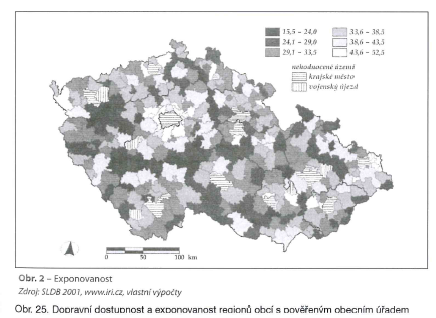 15,5 – 24,0
24,1 – 29,0
29,1 – 33,5
33,6 – 38,5
38,6 – 43,5
43,6 – 52,5
nehodnocené území
krajské město
vojenský újezd
0 50 100 km
Obr. 2 – Exponovanost
Zdroj: SLDB 2001, www.iri.cz, vlastní výpočty
Obr. 25. Dopravní dostupnost a exponovanost regionů obcí s pověřeným obecním úřadem